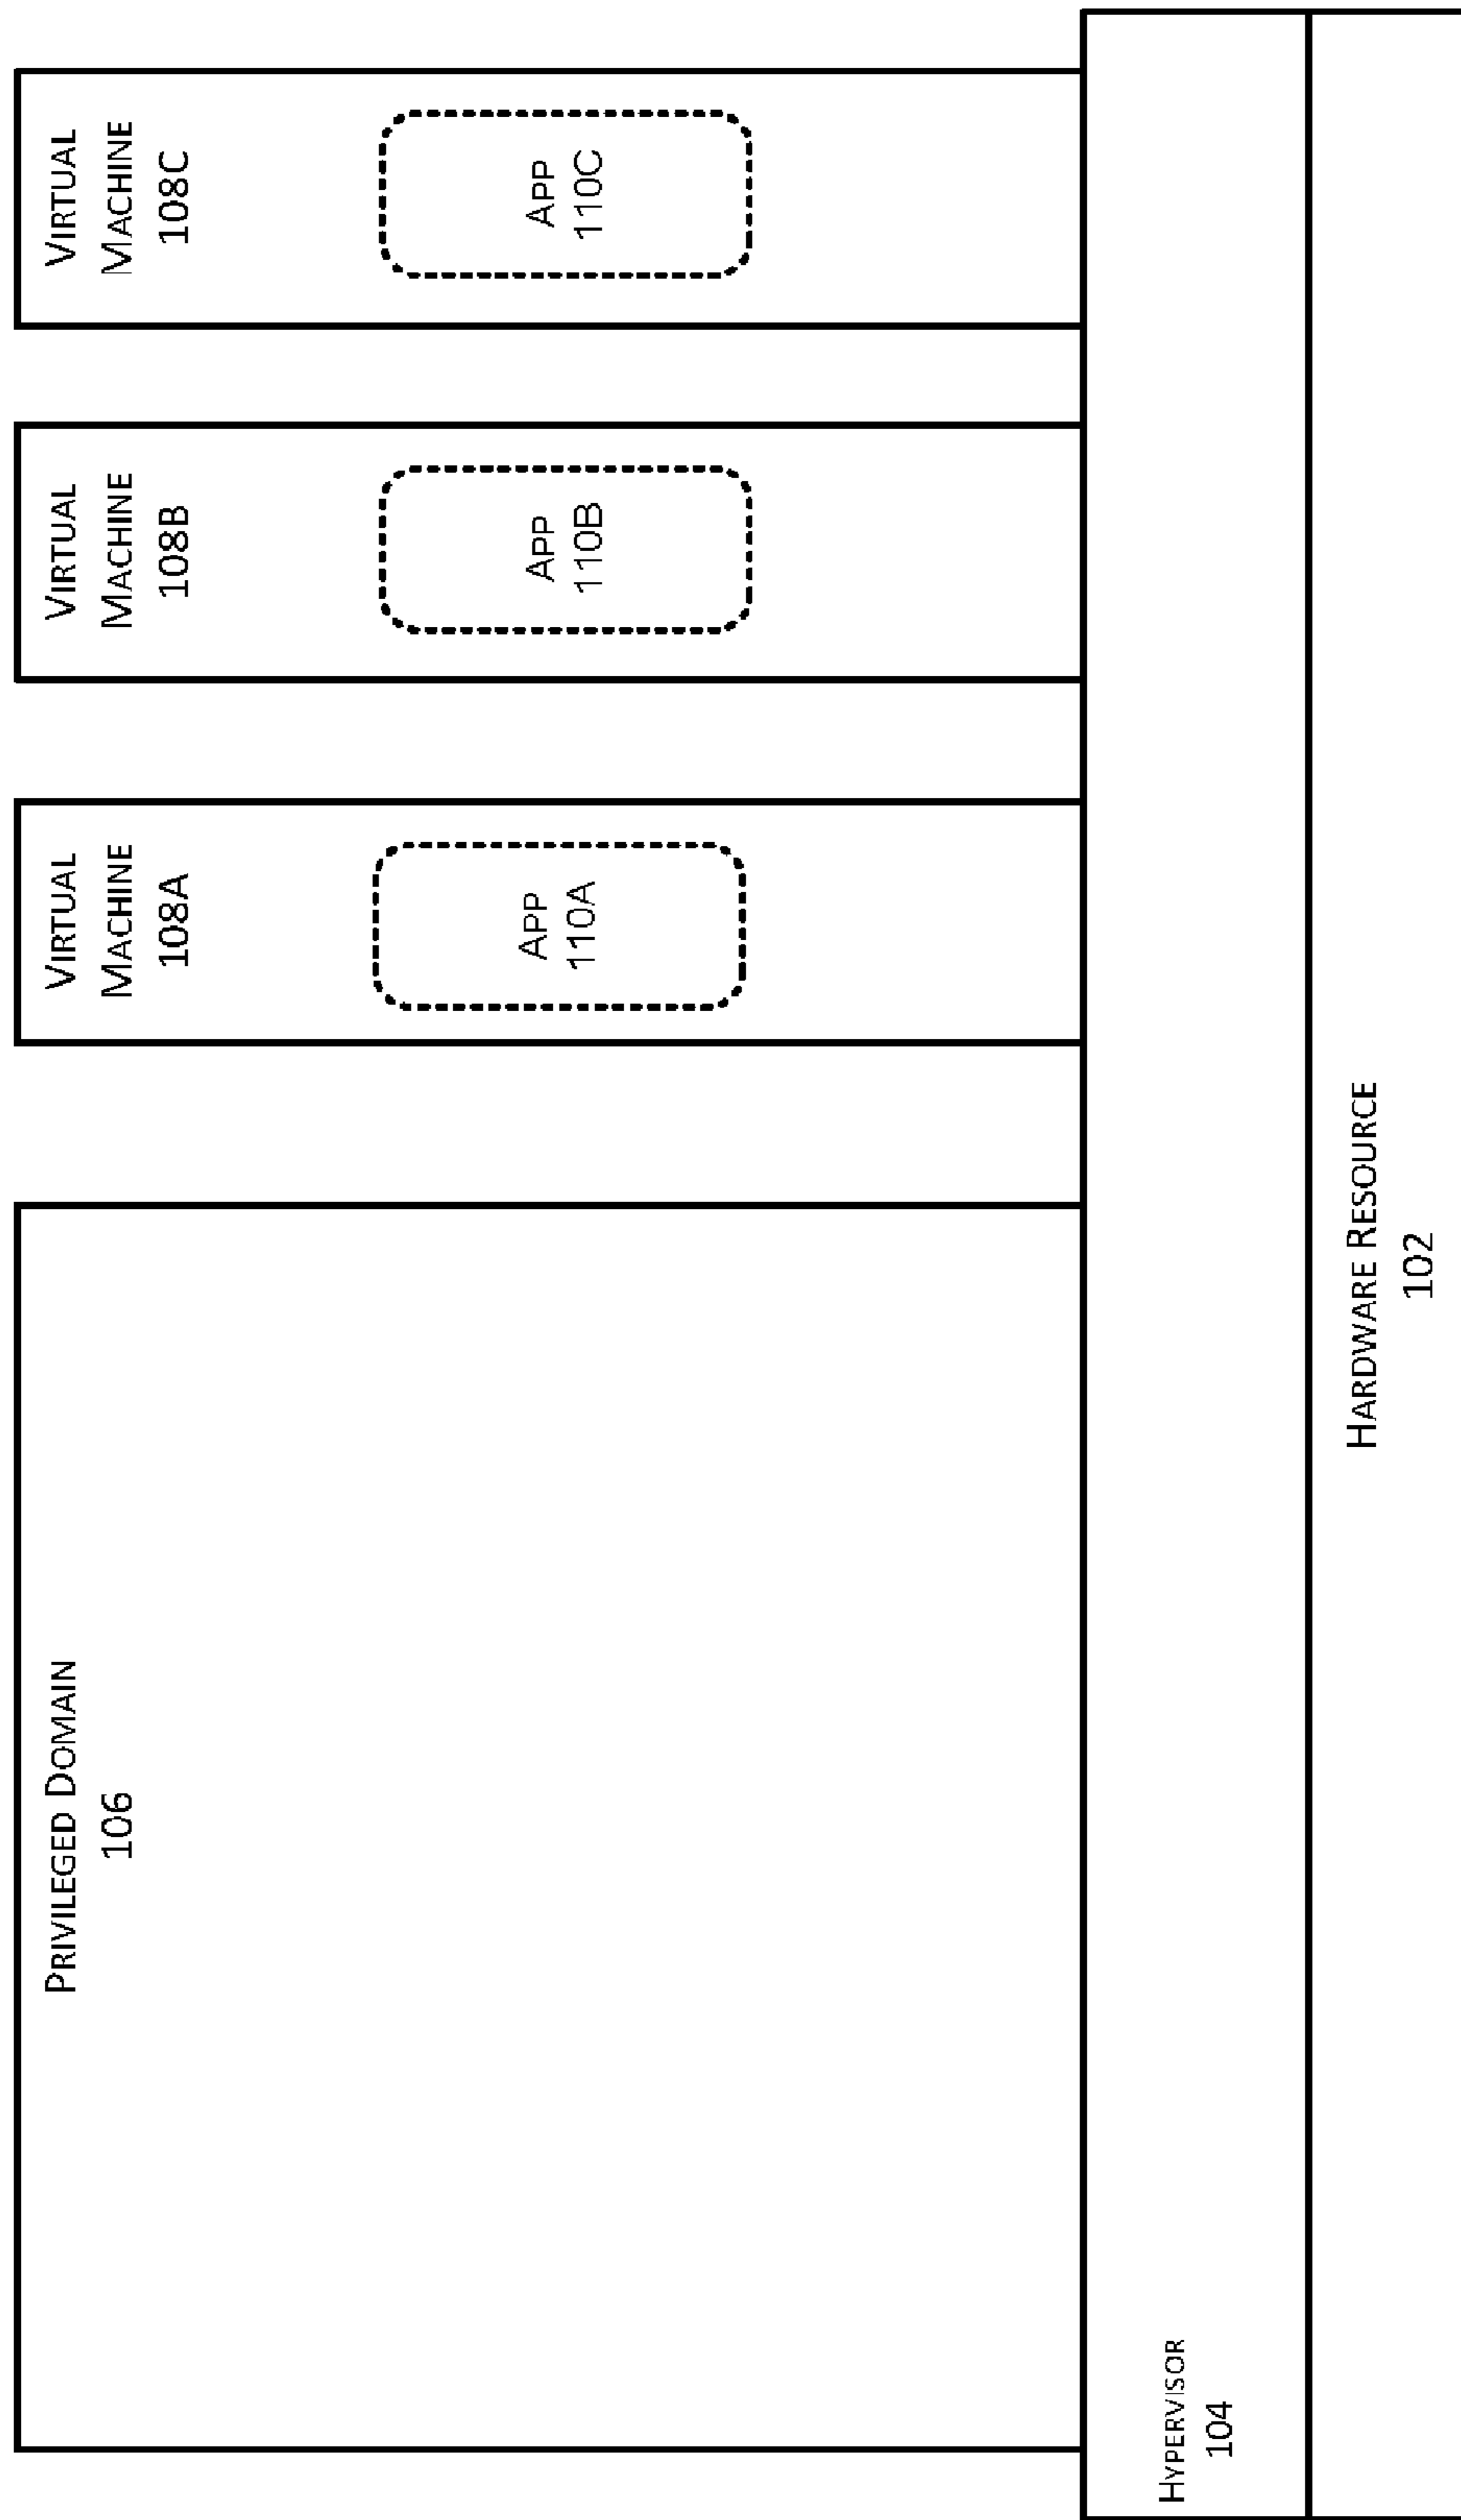 PRIVILEGED DOMAIN
106
VIRTUAL
MACHINE
108A
VIRTUAL
MACHINE
108B
VIRTUAL
MACHINE
108C
APP
110A
APP
110B
APP
110C
HYPERVISOR
104
HARDWARE RESOURCE
102